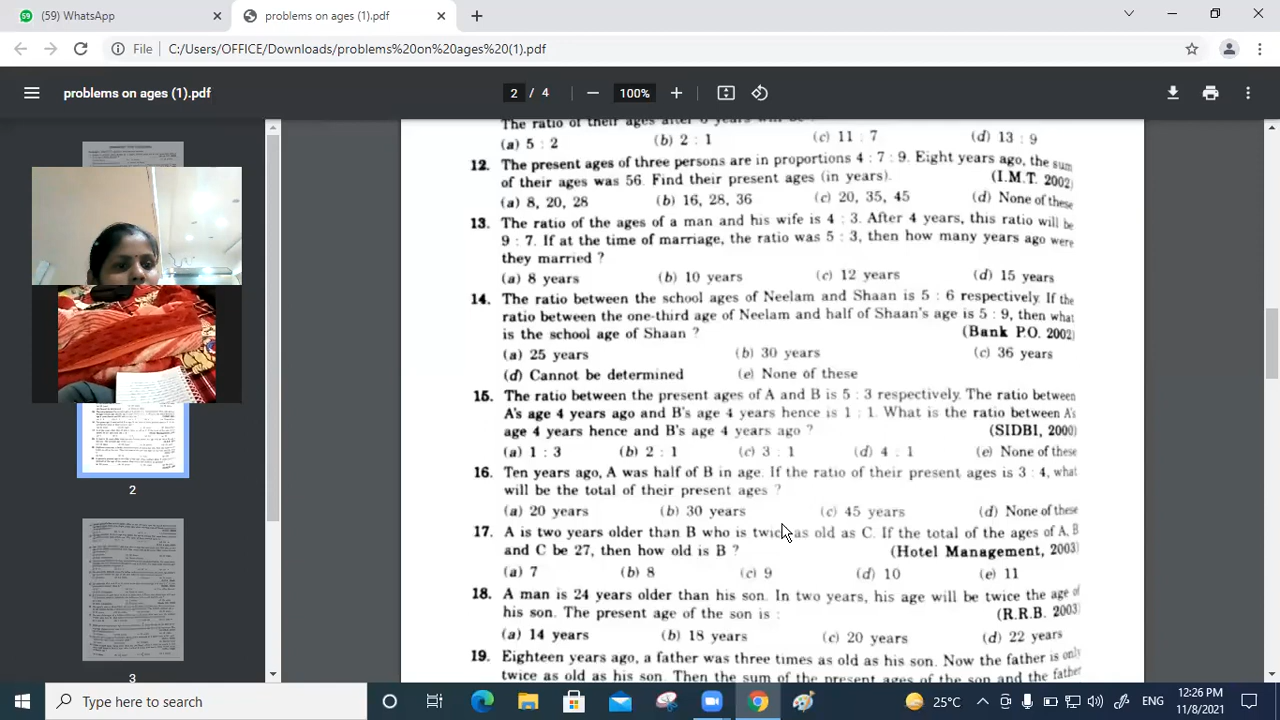 (59) WhatsApp
problems on ages (1).pdf
File
C:/Users/OFFICE/Downloads/problems%20on%20ages%20(1).pdf
problems on ages (1).pdf
2 / 4
100%
The ratio of their ages after 6 years will be
(a) 5 : 2 (b) 2 : 1 (c) 11 : 7 (d) 13 : 9
12. The present ages of three persons are in proportions 4 : 7 : 9. Eight years ago, the sum
of their ages was 56. Find their present ages (in years). (I.M.T. 2002)
(a) 8, 20, 28 (b) 16, 28, 36 (c) 20, 35, 45 (d) None of these
13. The ratio of the ages of a man and his wife is 4 : 3. After 4 years, this ratio will be
9 : 7. If at the time of marriage, the ratio was 5 : 3, then how many years ago were
they married ?
(a) 8 years (b) 10 years (c) 12 years (d) 15 years
14. The ratio between the school ages of Neelam and Shaan is 5 : 6 respectively. If the
ratio between the one-third age of Neelam and half of Shaan's age is 5 : 9, then what
is the school age of Shaan ? (Bank P.O. 2002)
(a) 25 years (b) 30 years (c) 36 years
(d) Cannot be determined (e) None of these
15. The ratio between the present ages of A and B is 5 : 3 respectively. The ratio between
A's age 4 years ago and B's age 4 years hence is 1 : 1. What is the ratio between A's
age 4 years hence and B's age 4 years ago ? (SIDBI, 2000)
(a) 1 : 3 (b) 2 : 1 (c) 3 : 1 (d) 4 : 1 (e) None of these
16. Ten years ago, A was half of B in age. If the ratio of their present ages is 3 : 4, what
will be the total of their present ages ?
(a) 20 years (b) 30 years (c) 45 years (d) None of these
17. A is two years older than B who is twice as old as C. If the total of the ages of A, B
and C be 27, then how old is B ? (Hotel Management, 2003)
(a) 7 (b) 8 (c) 9 (d) 10 (e) 11
18. A man is 24 years older than his son. In two years, his age will be twice the age of
his son. The present age of the son is : (R.R.B. 2003)
(a) 14 years (b) 18 years (c) 20 years (d) 22 years
19. Eighteen years ago, a father was three times as old as his son. Now the father is only
twice as old as his son. Then the sum of the present ages of the son and the father
2
3
Type here to search
25°C
ENG
12:26 PM
11/8/2021